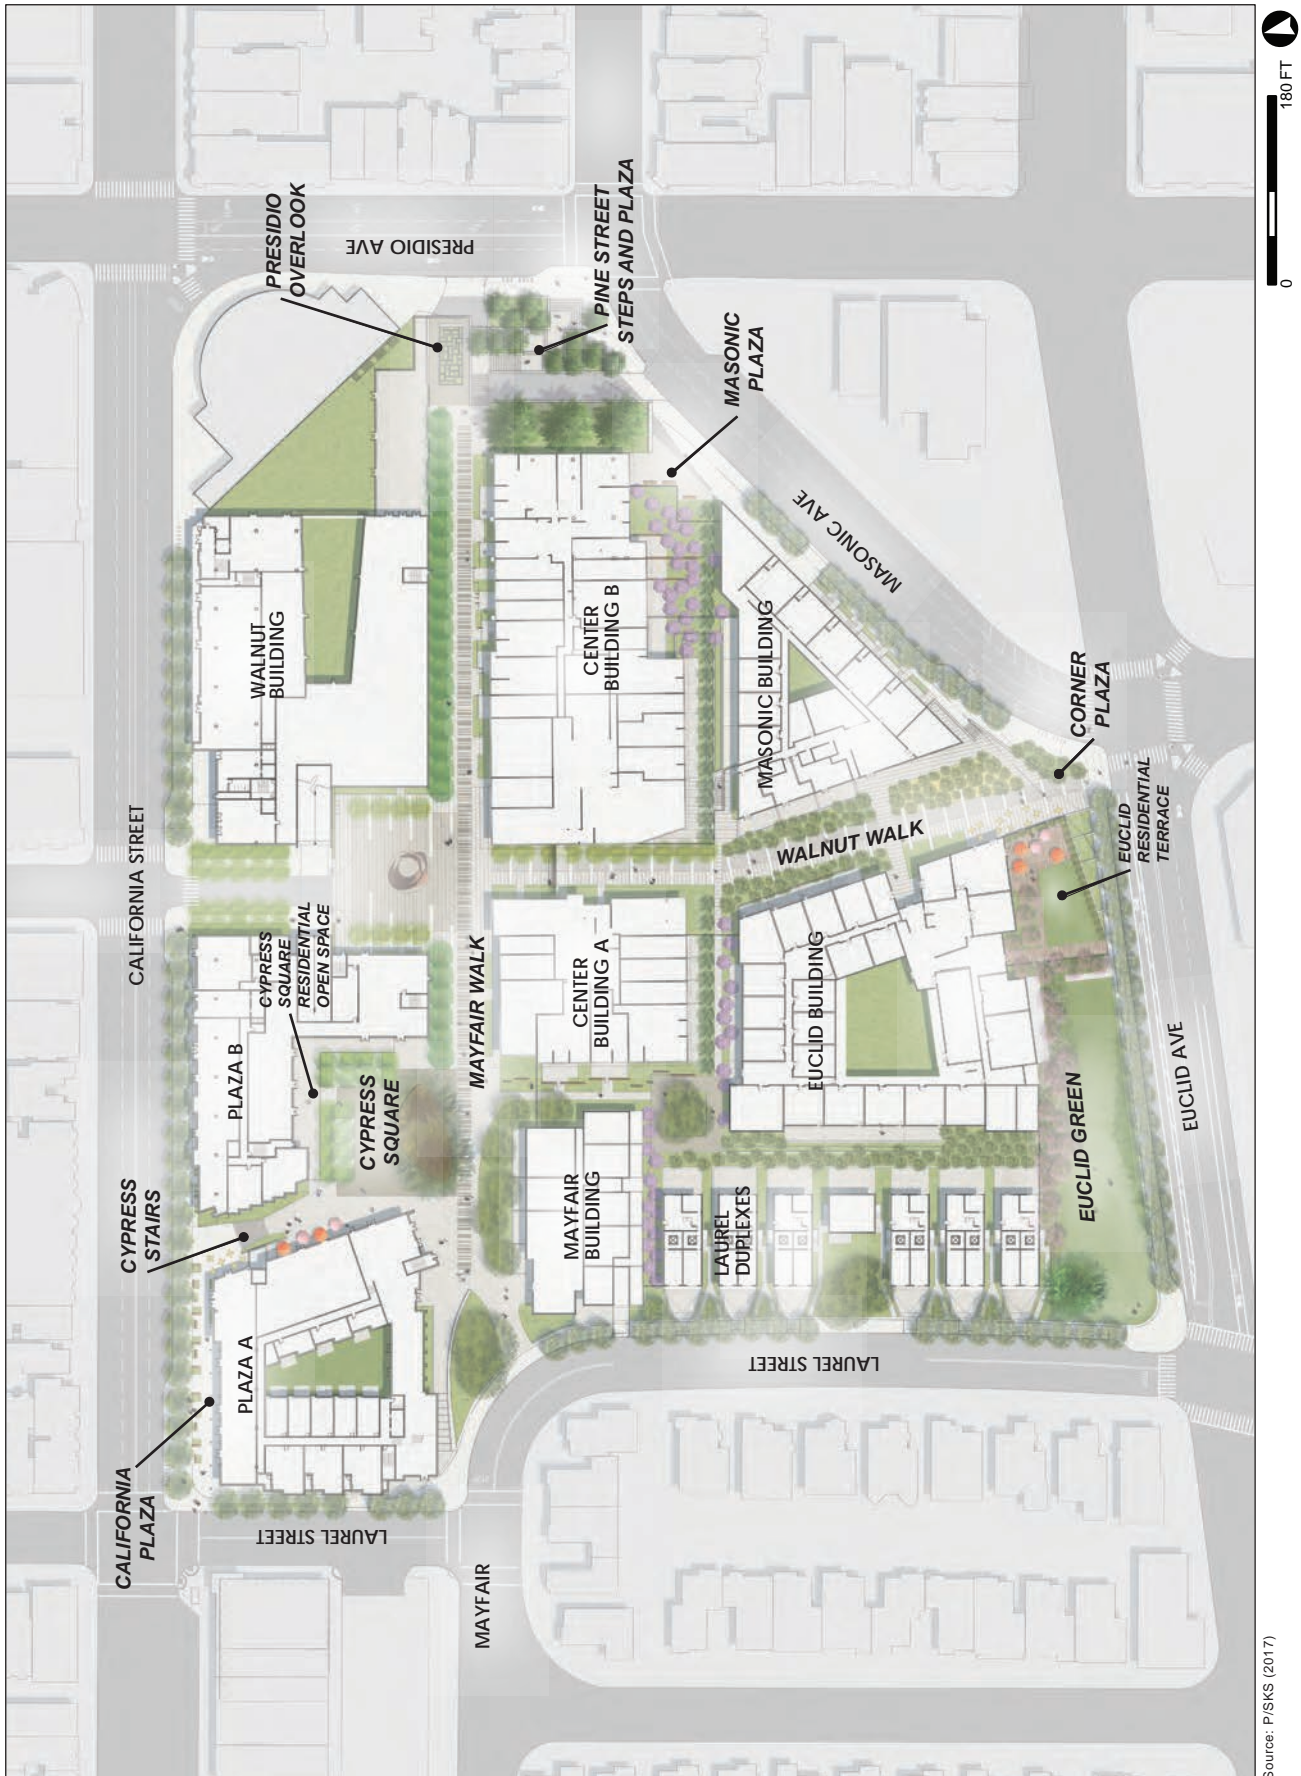 CALIFORNIA
PLAZA
CYPRESS
STAIRS
CALIFORNIA STREET
PRESIDIO
OVERLOOK
PRESIDIO AVE
PINE STREET
STEPS AND PLAZA
MASONIC
PLAZA
MASONIC AVE
CORNER
PLAZA
EUCLID
RESIDENTIAL
TERRACE
EUCLID AVE
EUCLID GREEN
LAUREL STREET
LAUREL STREET
MAYFAIR
PLAZA A
PLAZA B
CYPRESS
SQUARE
RESIDENTIAL
OPEN SPACE
CYPRESS
SQUARE
WALNUT
BUILDING
MAYFAIR WALK
MAYFAIR
BUILDING
CENTER
BUILDING A
CENTER
BUILDING B
LAUREL
DUPLEXES
EUCLID BUILDING
WALNUT WALK
MASONIC BUILDING
0
180 FT
Source: P/SKS (2017)